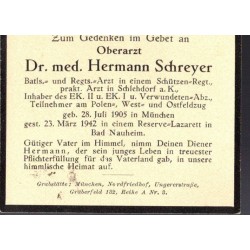 Zum Gedenken im Gebet an
Oberarzt
Dr. med. Hermann Schreyer
Batls.- und Regts.-Arzt in einem Schützen-Regt.,
prakt. Arzt in Schlehdorf a. K.,
Inhaber des EK. II u. EK. I u. Verwundeten-Abz.,
Teilnehmer am Polen-, West- und Ostfeldzug
geb. 28. Juli 1905 in München
gest. 23. März 1942 im Reserve-Lazarett in
Bad Nauheim.
Gütiger Vater im Himmel, nimm Deinen Diener
Hermann, der sein junges Leben in treuester
Pflichterfüllung für das Vaterland gab, in unsere
himmlische Heimat auf.
Grabstätte: München, Nordfriedhof, Ungererstraße,
Gräberfeld 132, Reihe A Nr. 3.